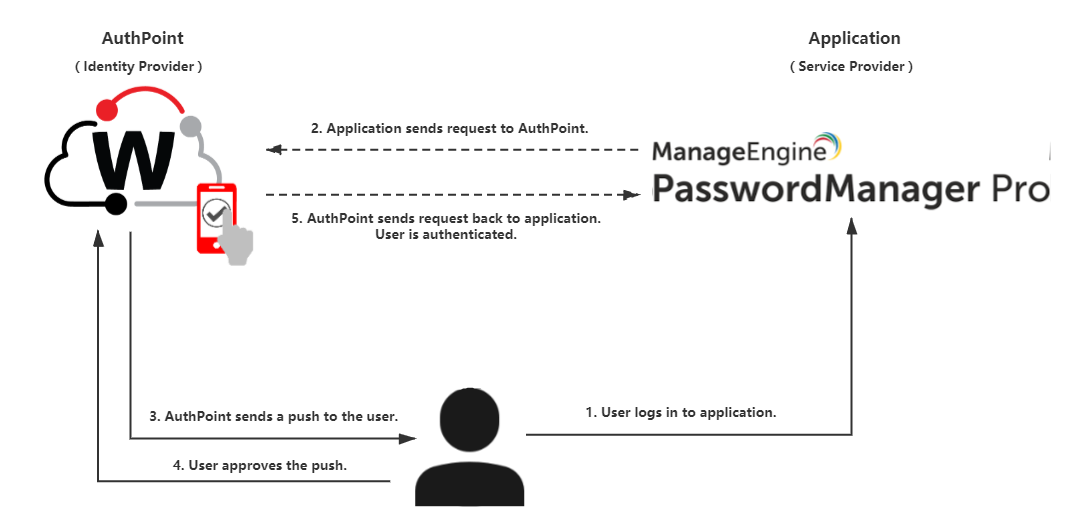 AuthPoint
( Identity Provider )
Application
( Service Provider )
W
2. Application sends request to AuthPoint.
ManageEngine
PasswordManager Pro
5. AuthPoint sends request back to application.
User is authenticated.
3. AuthPoint sends a push to the user.
1. User logs in to application.
4. User approves the push.